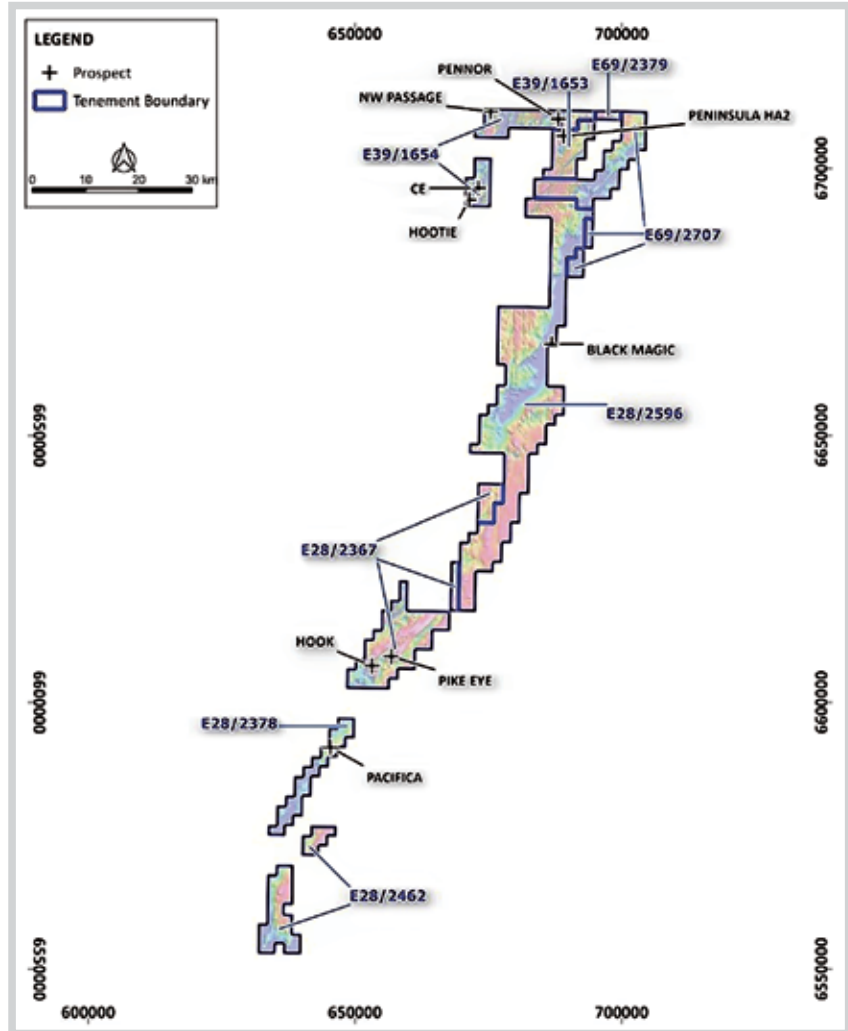 LEGEND
Prospect
Tenement Boundary
0 10 20 30 km
650000 700000
PENNOR
E69/2379
E39/1653
NW PASSAGE
PENINSULA HA2
E39/1654
6700000
6700000
CE
HOOTIE
E69/2707
BLACK MAGIC
E28/2596
6650000
6650000
E28/2367
HOOK
PIKE EYE
6600000
6600000
E28/2378
PACIFICA
E28/2462
6550000
6550000
600000 650000 700000